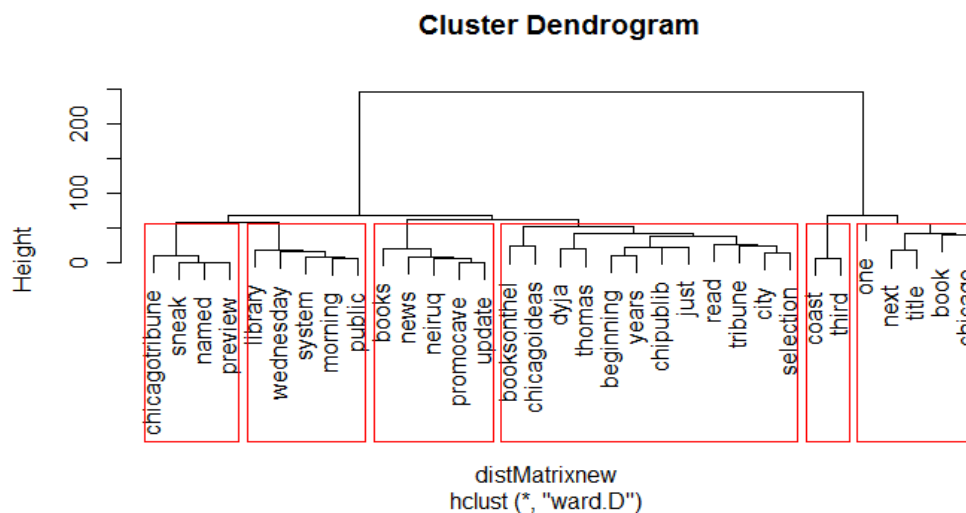 Cluster Dendrogram
Height
0
100
200
chicagotribune
sneak
named
preview
library
wednesday
system
morning
public
books
news
neiruq
promocave
update
booksonthel
chicagoideas
dyja
thomas
beginning
years
chipublib
just
read
tribune
city
selection
coast
third
one
next
title
book
chicago
distMatrixnew
hclust (*, "ward.D")